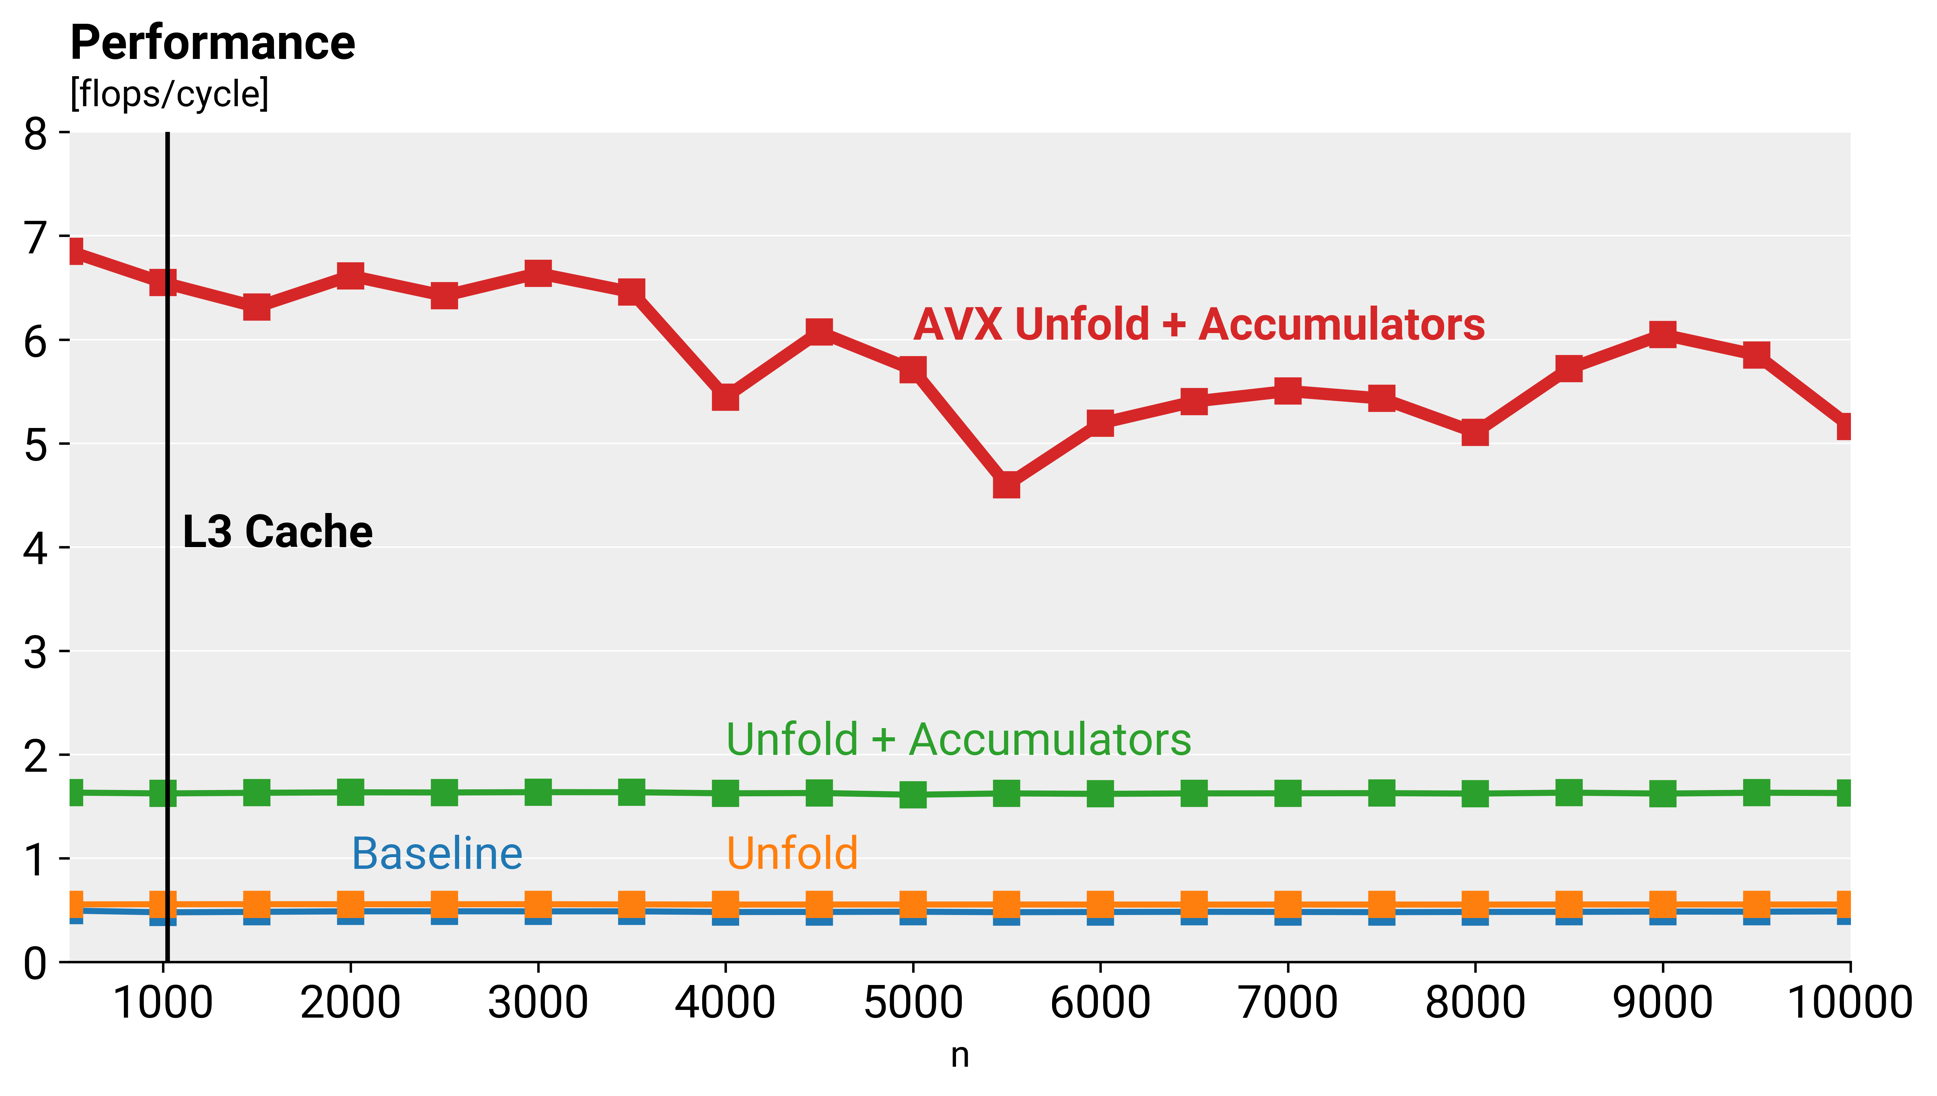 Performance
[flops/cycle]
8
7
6
5
4
3
2
1
0
AVX Unfold + Accumulators
L3 Cache
Unfold + Accumulators
Baseline
Unfold
1000 2000 3000 4000 5000 6000 7000 8000 9000 10000
n